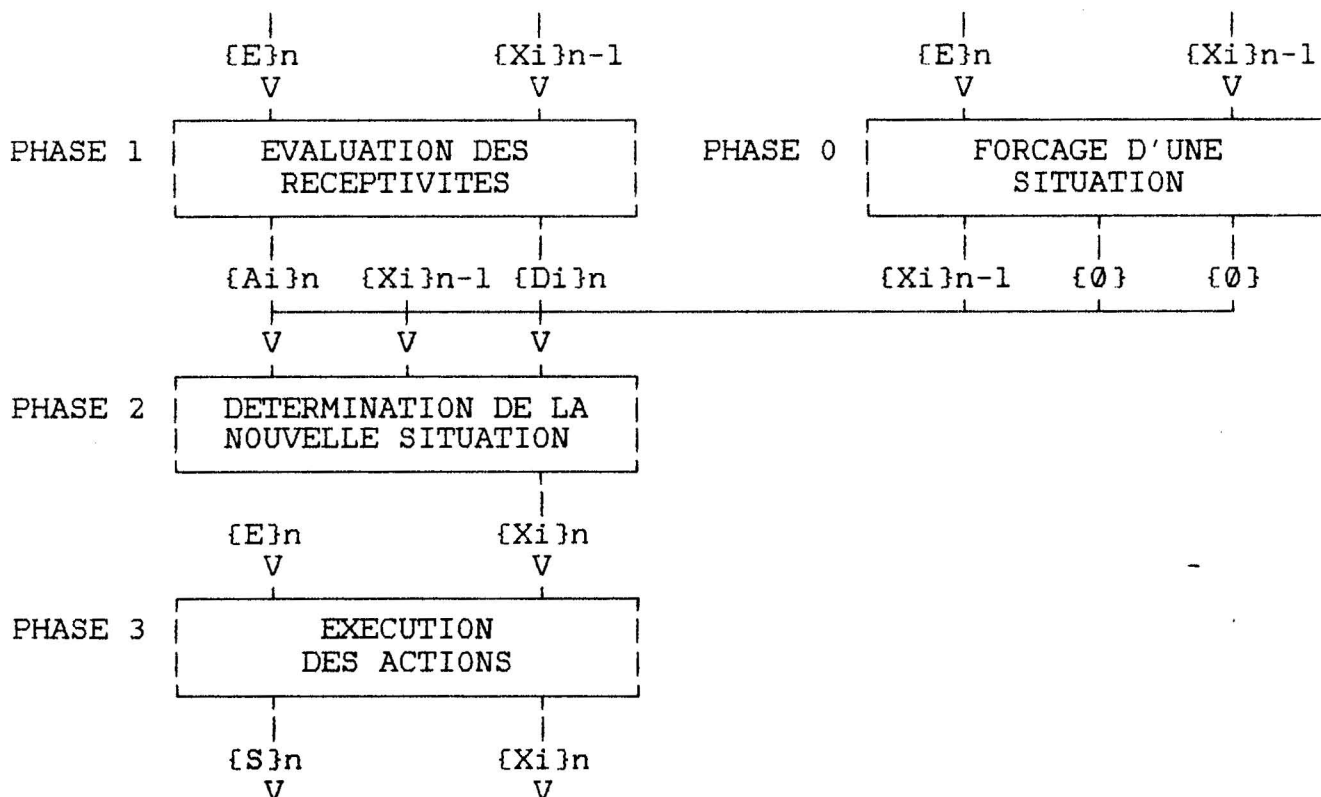 {E}n {Xi}n-1 {E}n {Xi}n-1
V V V V
PHASE 1 EVALUATION DES PHASE 0 FORCAGE D'UNE
RECEPTIVITES SITUATION
{Ai}n {Xi}n-1 {Di}n {Xi}n-1 {Ø} {Ø}
V V V
PHASE 2 DETERMINATION DE LA
NOUVELLE SITUATION
{E}n {Xi}n
V V
PHASE 3 EXECUTION
DES ACTIONS
{S}n {Xi}n
V V